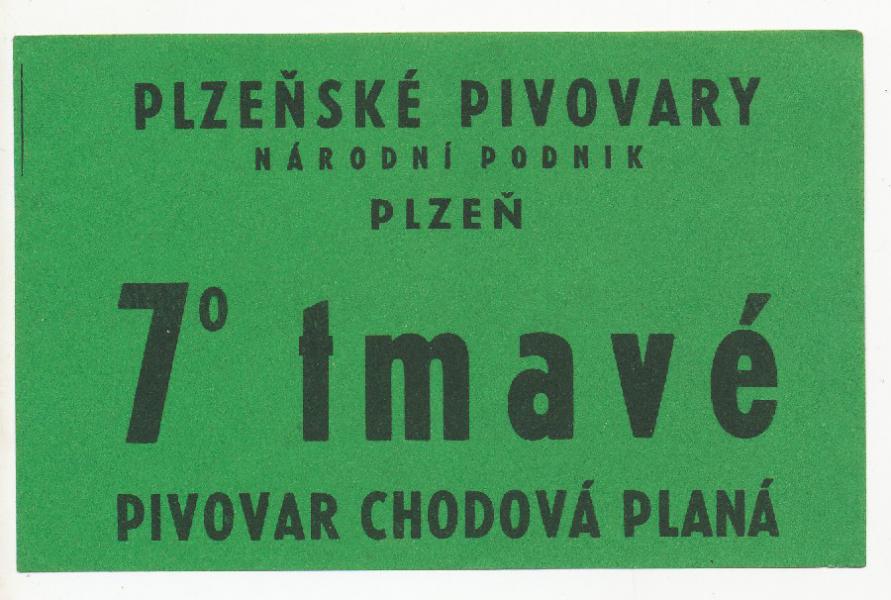 PLZEŇSKÉ PIVOVARY
NÁRODNÍ PODNIK
PLZEŇ
7° tmavé
PIVOVAR CHODOVÁ PLANÁ